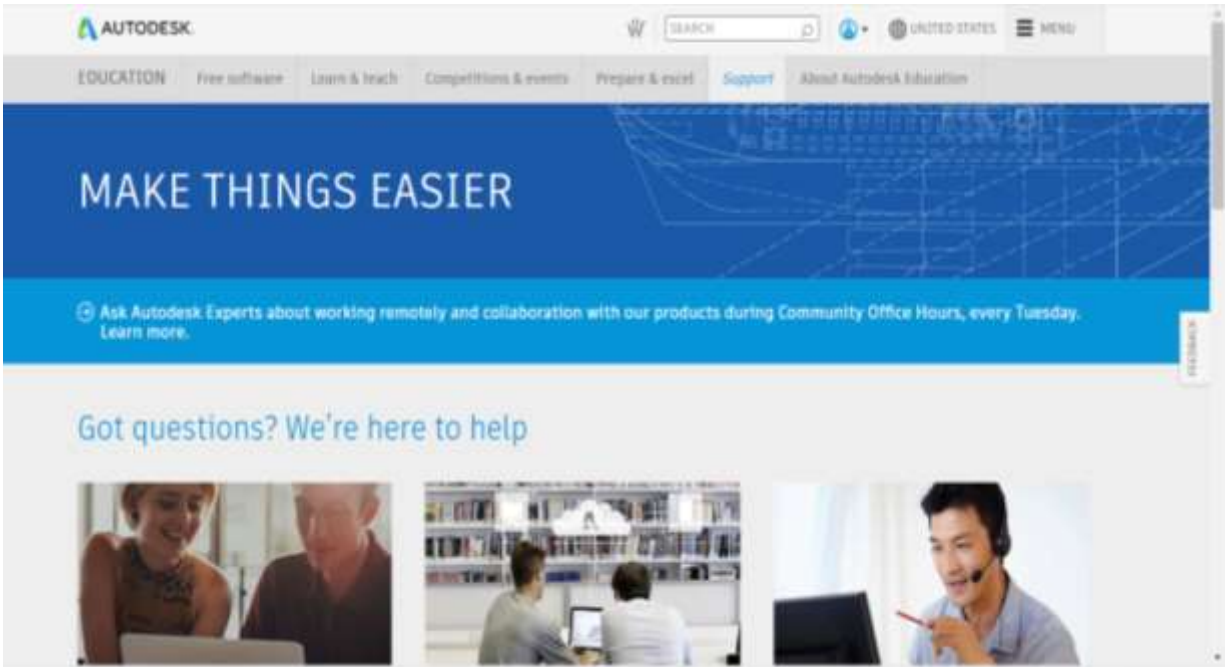 AUTODESK.
SEARCH
UNITED STATES
MENU
EDUCATION
Free software
Learn & teach
Competitions & events
Prepare & excel
Support
About Autodesk Education
MAKE THINGS EASIER
Ask Autodesk Experts about working remotely and collaboration with our products during Community Office Hours, every Tuesday.
Learn more.
FEEDBACK
Got questions? We're here to help